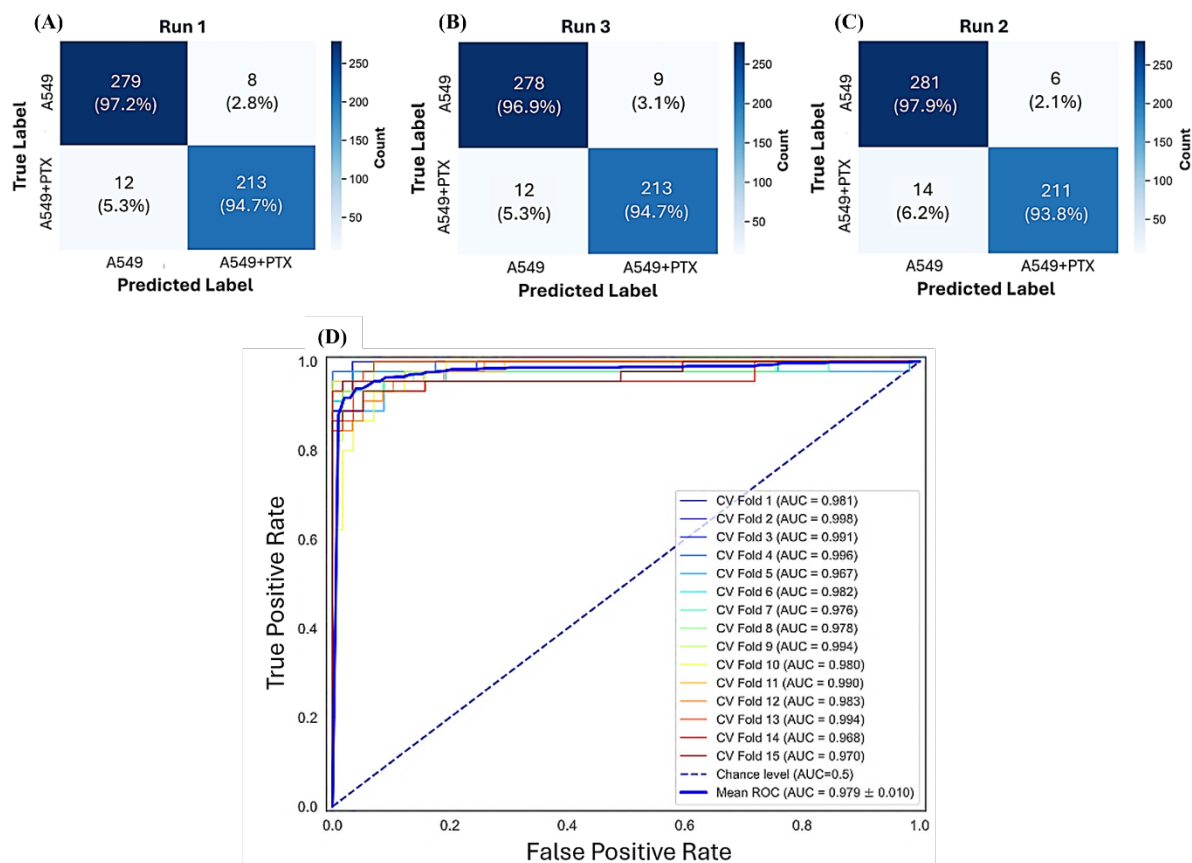 (A)
Run 1
True Label
A549
A549+PTX
279
(97.2%)
8
(2.8%)
12
(5.3%)
213
(94.7%)
A549
A549+PTX
Predicted Label
250
200
150
100
50
Count
(B)
Run 3
True Label
A549
A549+PTX
278
(96.9%)
9
(3.1%)
12
(5.3%)
213
(94.7%)
A549
A549+PTX
Predicted Label
250
200
150
100
50
Count
(C)
Run 2
True Label
A549
A549+PTX
281
(97.9%)
6
(2.1%)
14
(6.2%)
211
(93.8%)
A549
A549+PTX
Predicted Label
250
200
150
100
50
Count
(D)
True Positive Rate
1.0
0.8
0.6
0.4
0.2
0.0
CV Fold 1 (AUC = 0.981)
CV Fold 2 (AUC = 0.998)
CV Fold 3 (AUC = 0.991)
CV Fold 4 (AUC = 0.996)
CV Fold 5 (AUC = 0.967)
CV Fold 6 (AUC = 0.982)
CV Fold 7 (AUC = 0.976)
CV Fold 8 (AUC = 0.978)
CV Fold 9 (AUC = 0.994)
CV Fold 10 (AUC = 0.980)
CV Fold 11 (AUC = 0.990)
CV Fold 12 (AUC = 0.983)
CV Fold 13 (AUC = 0.994)
CV Fold 14 (AUC = 0.968)
CV Fold 15 (AUC = 0.970)
Chance level (AUC=0.5)
Mean ROC (AUC = 0.979 ± 0.010)
0.0
0.2
0.4
0.6
0.8
1.0
False Positive Rate